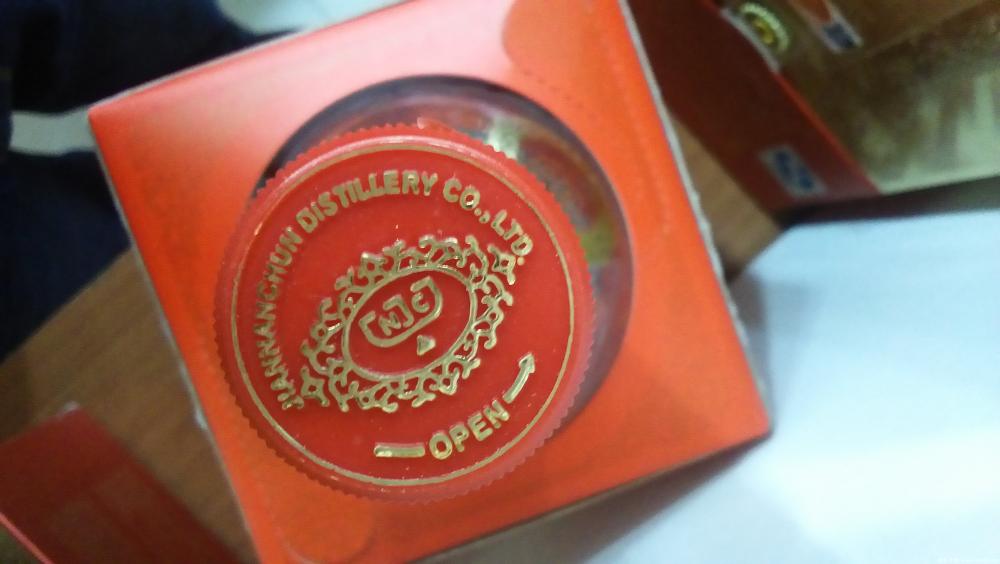 JIANNANCHUN DISTILLERY CO., LTD.
NJC
OPEN